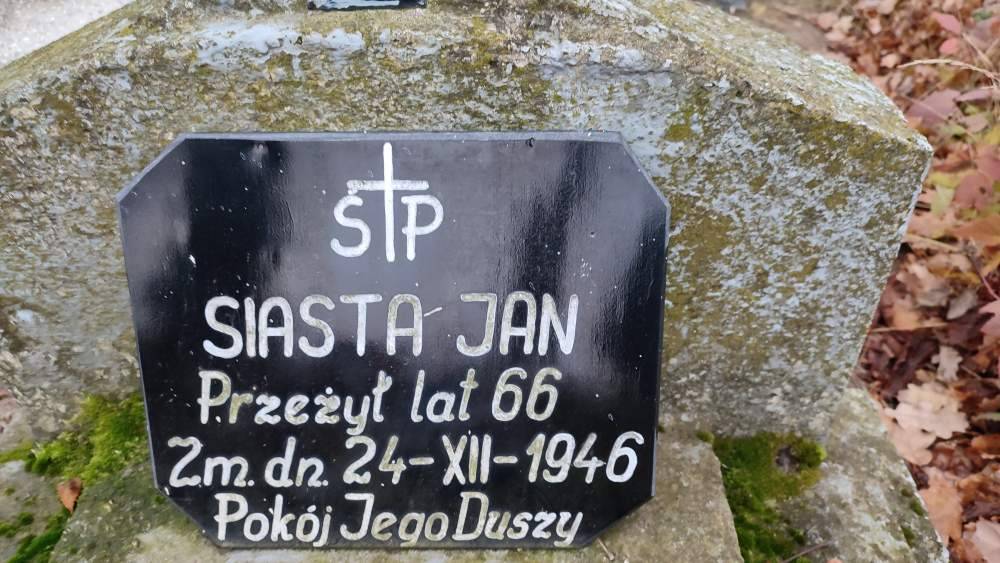 Ś P
SIASTA JAN
Przeżył lat 66
Zm. dn. 24-XII-1946
Pokój Jego Duszy